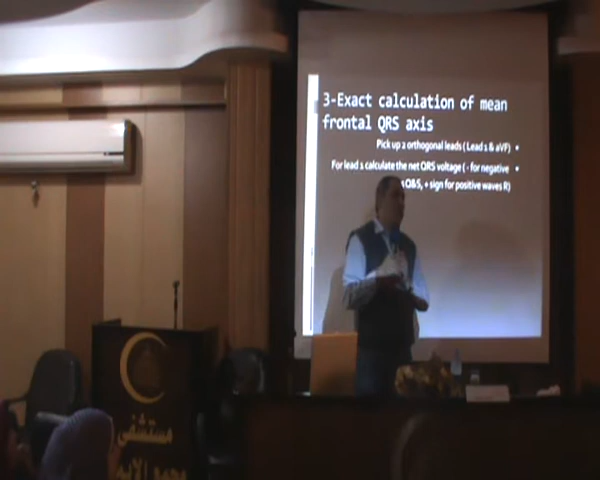 3-Exact calculation of mean
frontal QRS axis
Pick up 2 orthogonal leads ( Lead 1 & aVF) •
For lead 1 calculate the net QRS voltage ( - for negative •
Q&S, + sign for positive waves R)
مستشفى